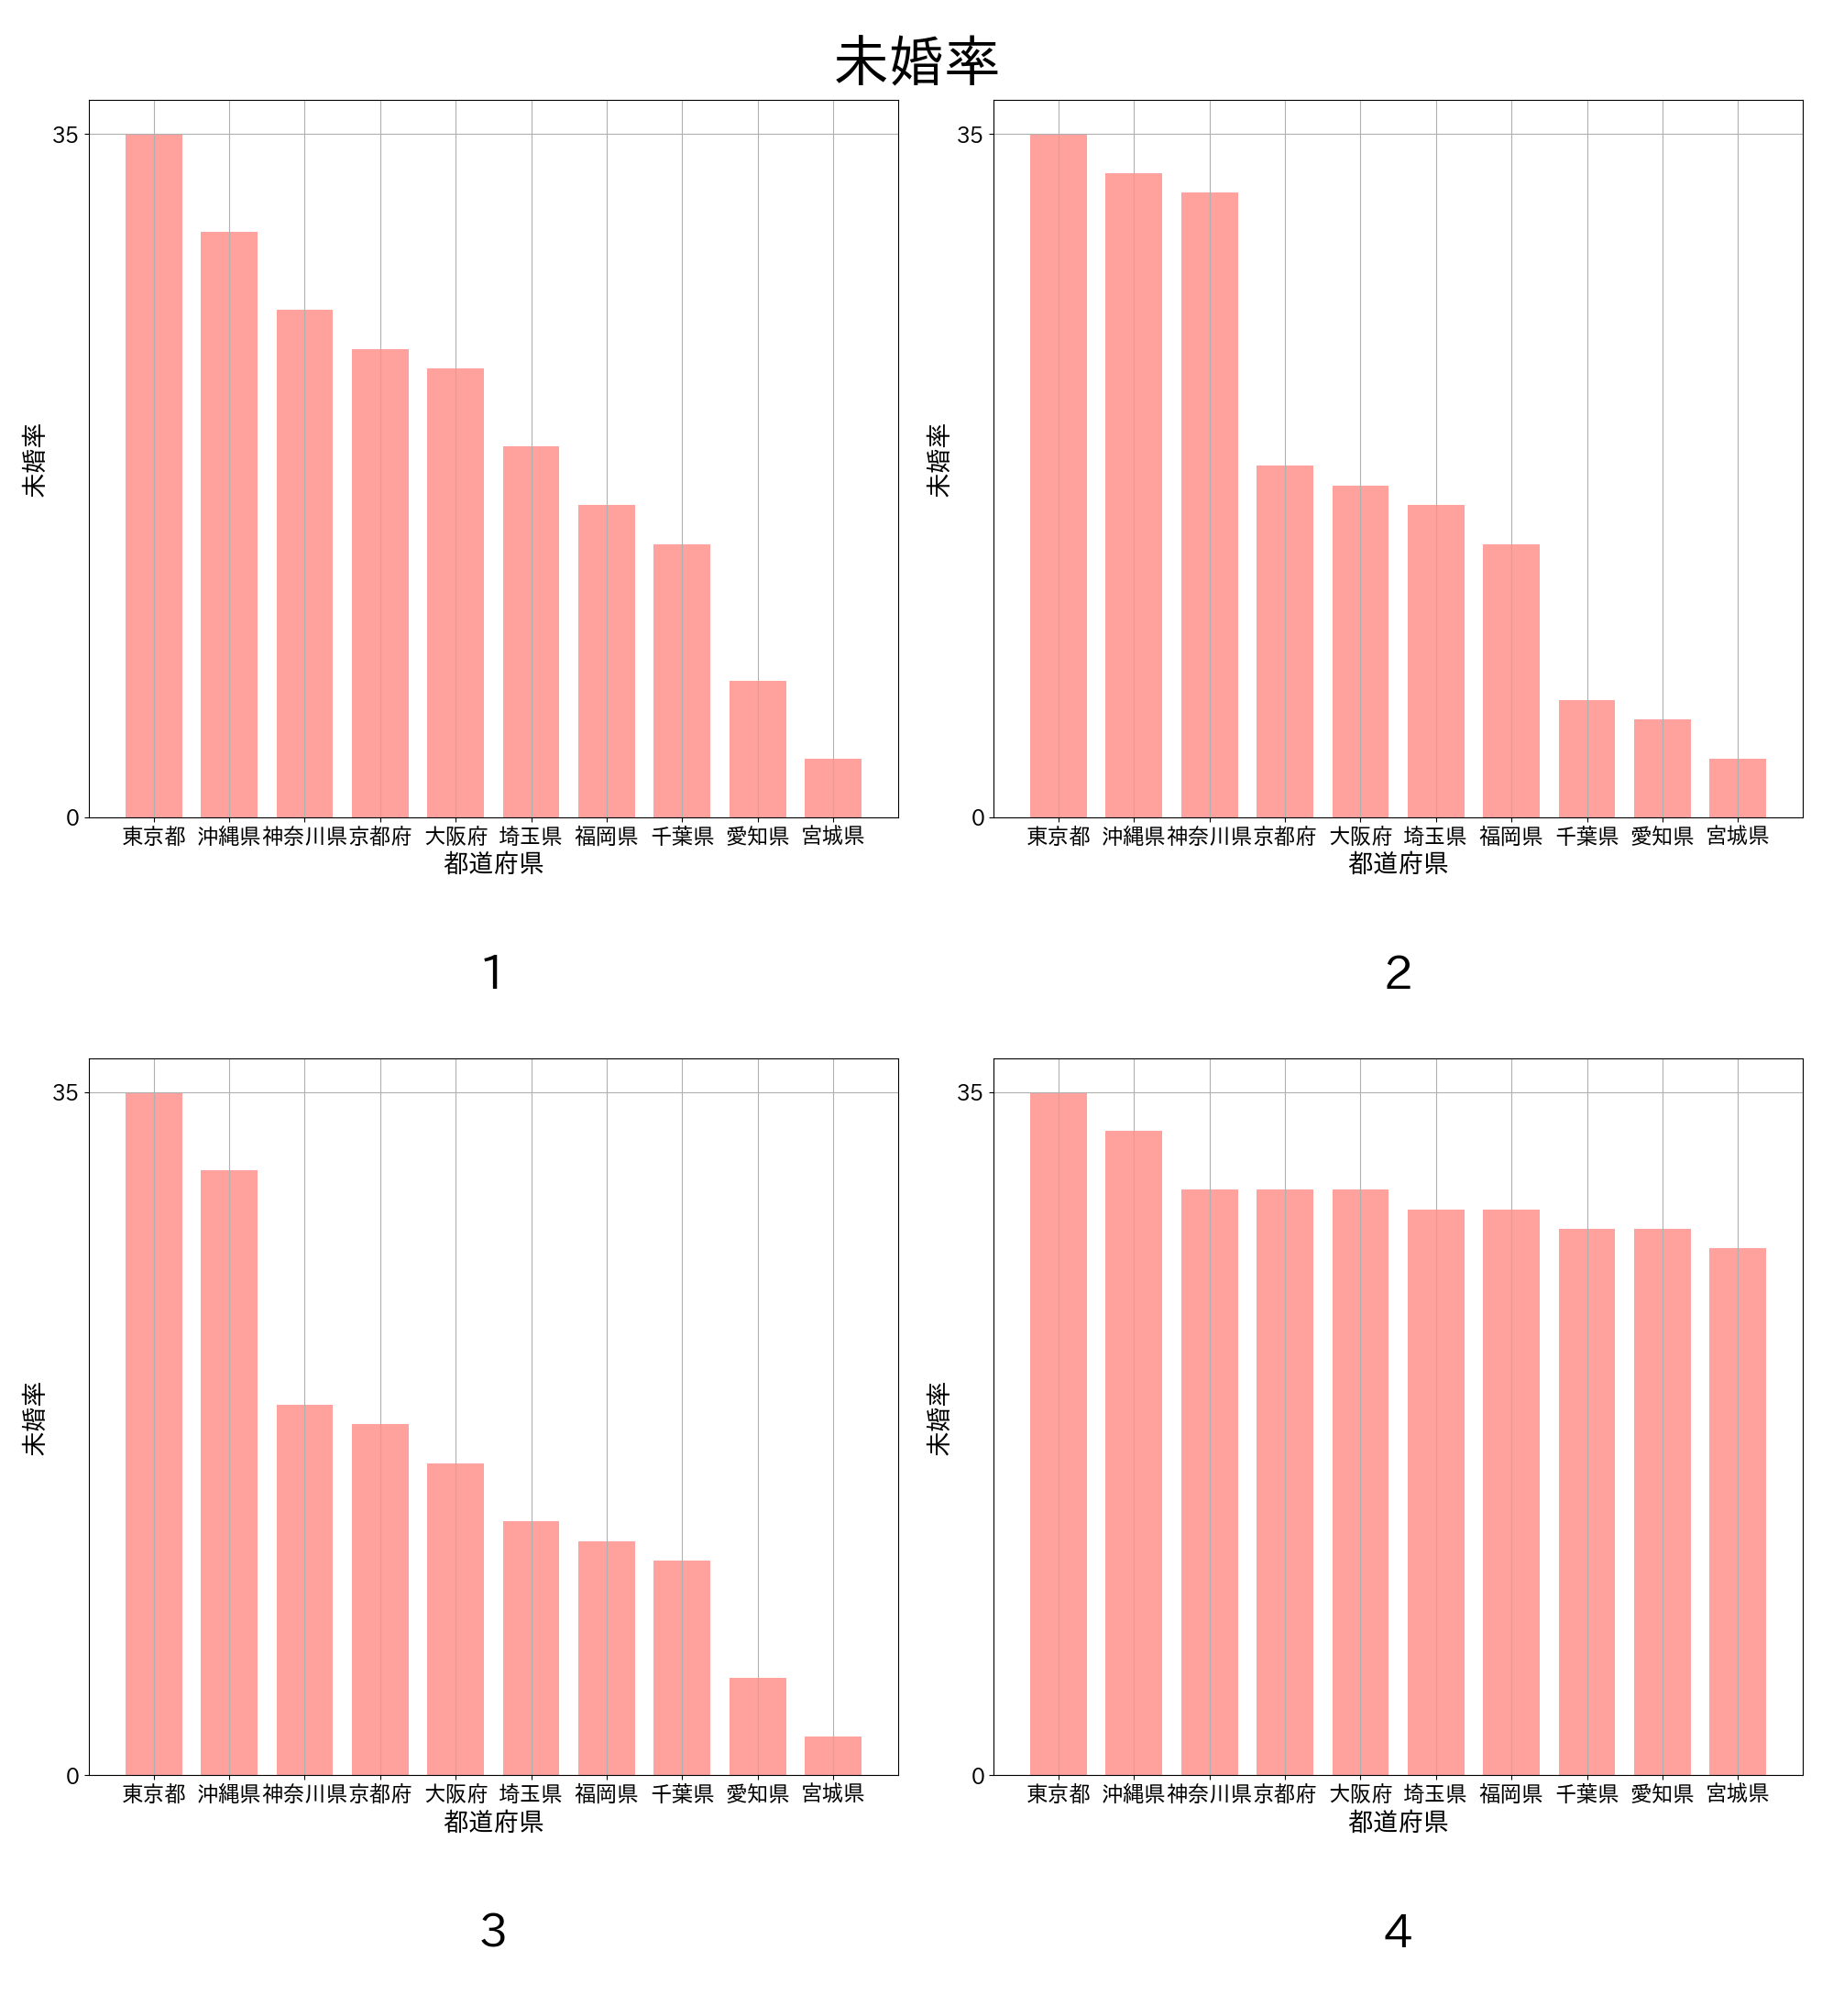 未婚率
35
0
未婚率
東京都 沖縄県 神奈川県 京都府 大阪府 埼玉県 福岡県 千葉県 愛知県 宮城県
都道府県
1
35
0
未婚率
東京都 沖縄県 神奈川県 京都府 大阪府 埼玉県 福岡県 千葉県 愛知県 宮城県
都道府県
2
35
0
未婚率
東京都 沖縄県 神奈川県 京都府 大阪府 埼玉県 福岡県 千葉県 愛知県 宮城県
都道府県
3
35
0
未婚率
東京都 沖縄県 神奈川県 京都府 大阪府 埼玉県 福岡県 千葉県 愛知県 宮城県
都道府県
4